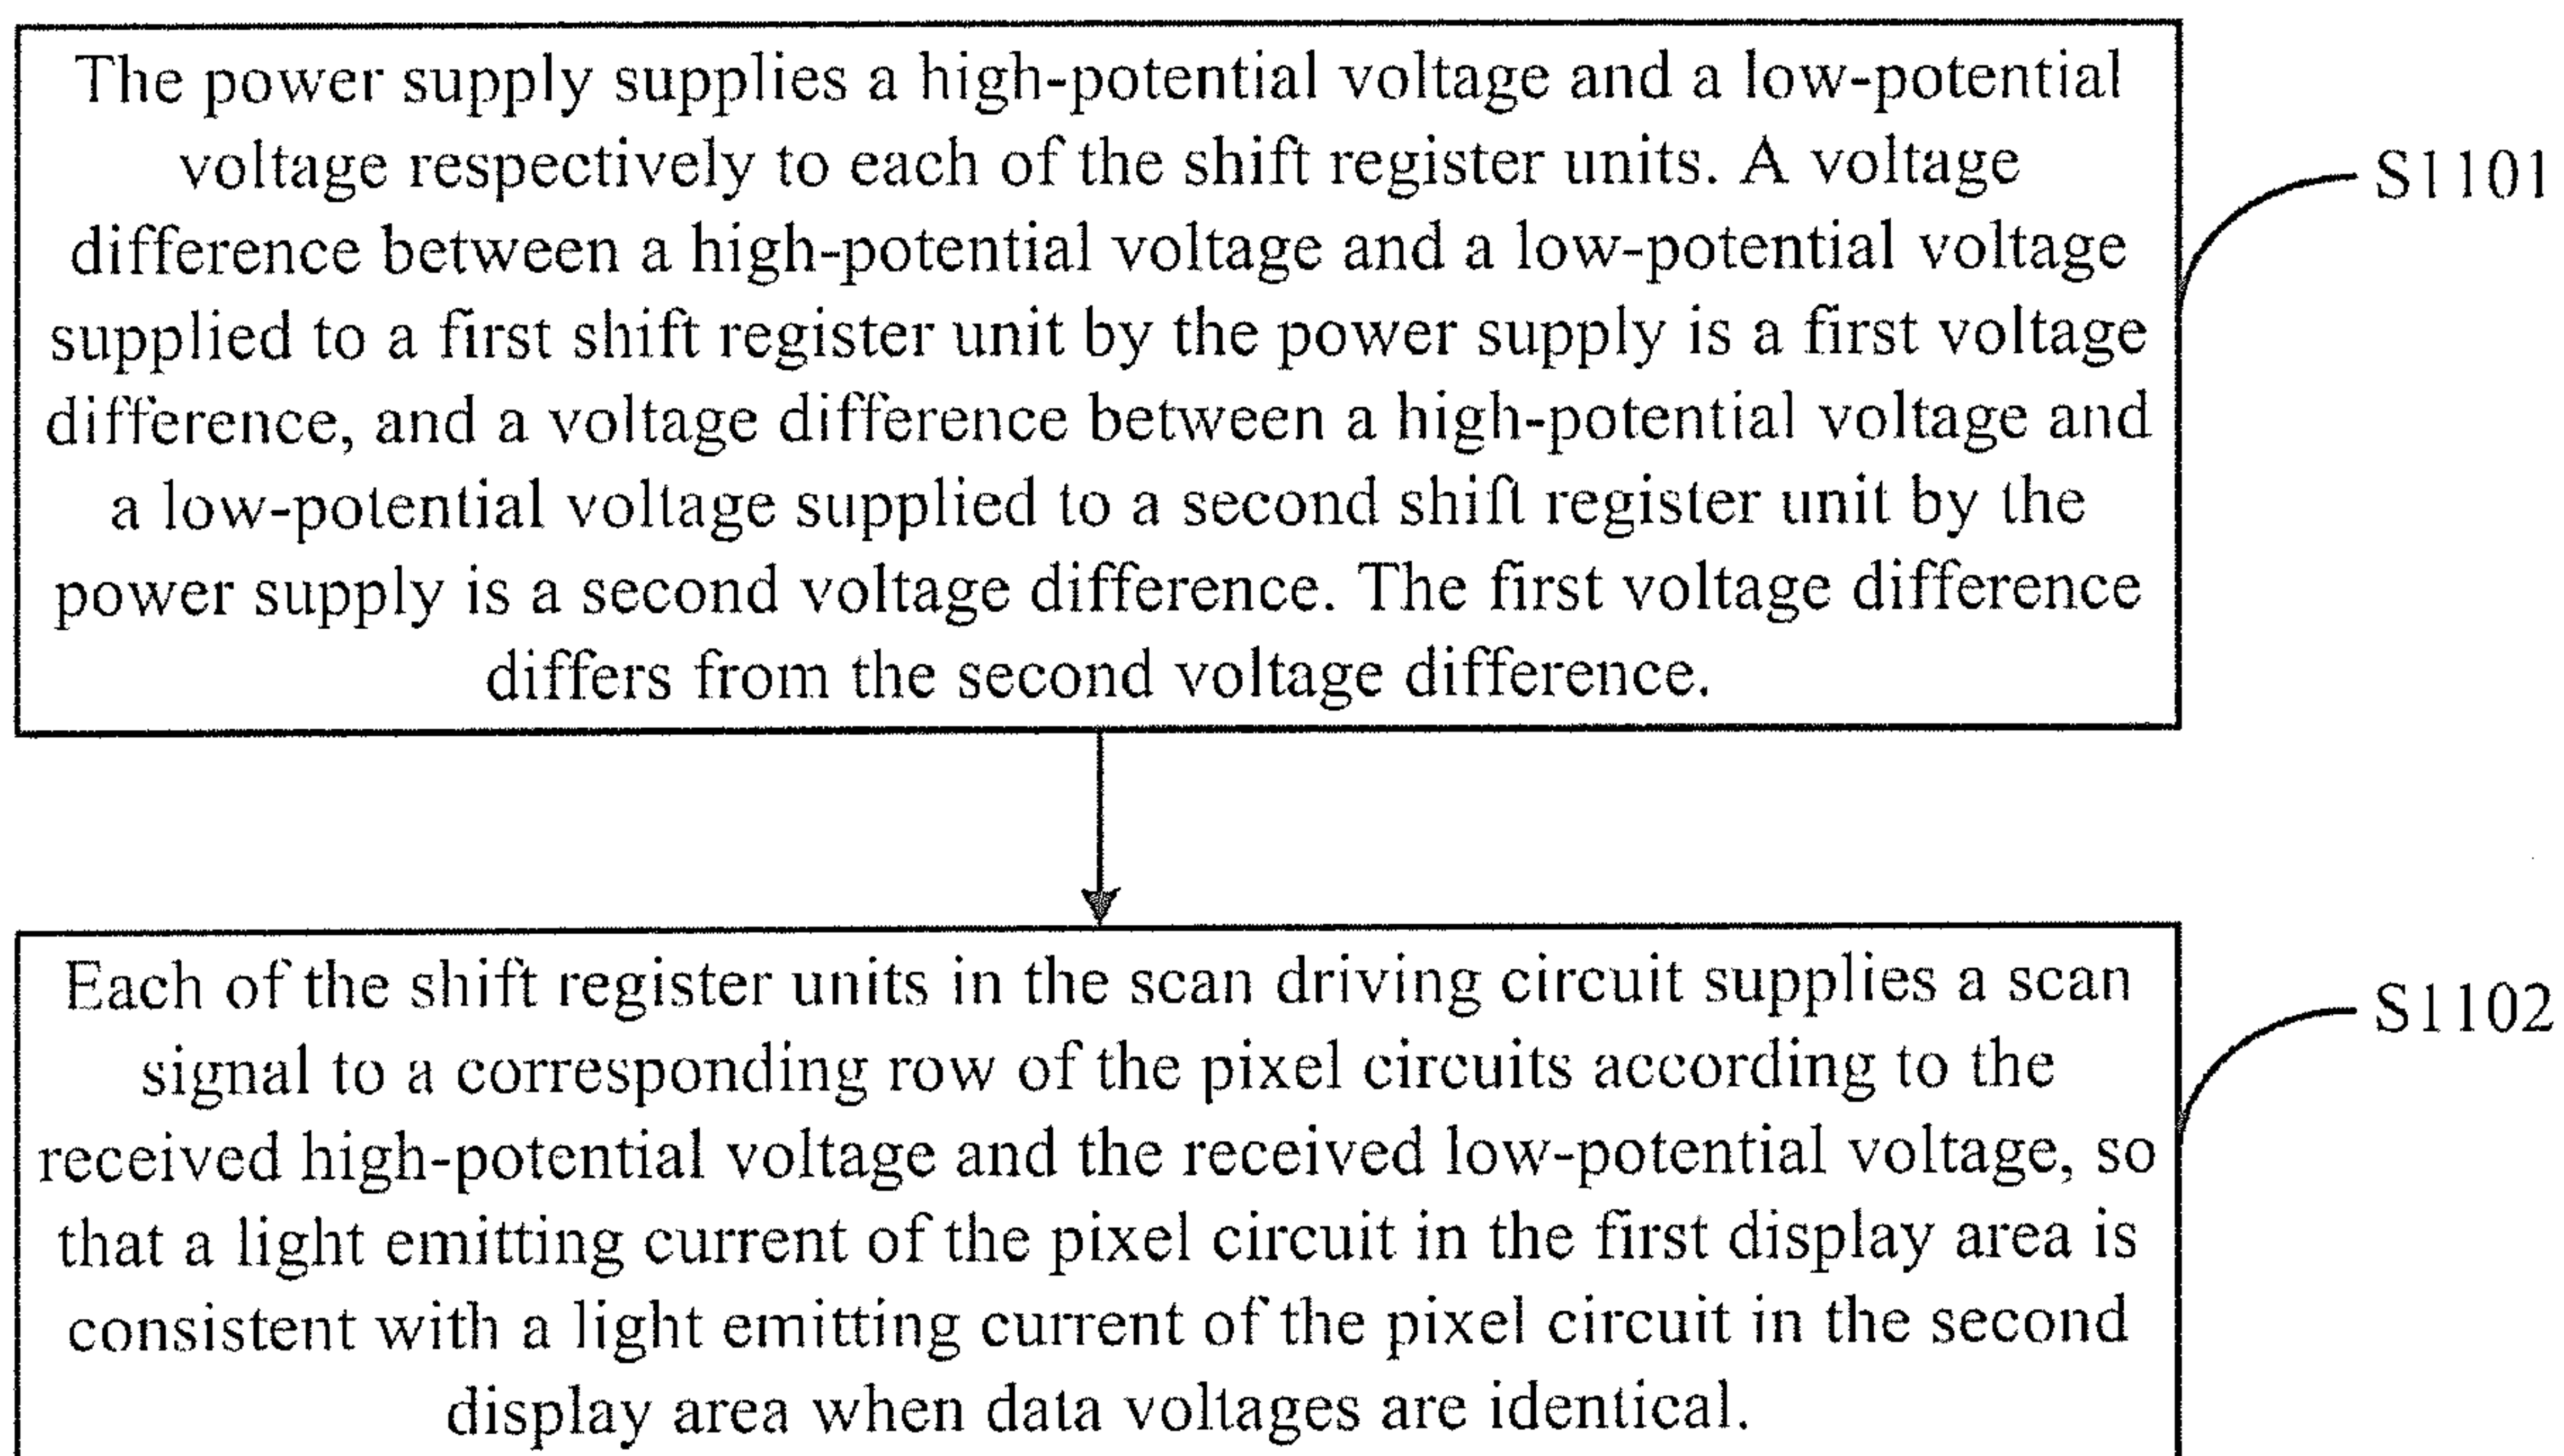 The power supply supplies a high-potential voltage and a low-potential
voltage respectively to each of the shift register units. A voltage
difference between a high-potential voltage and a low-potential voltage
supplied to a first shift register unit by the power supply is a first voltage
difference, and a voltage difference between a high-potential voltage and
a low-potential voltage supplied to a second shift register unit by the
power supply is a second voltage difference. The first voltage difference
differs from the second voltage difference.
S1101
Each of the shift register units in the scan driving circuit supplies a scan
signal to a corresponding row of the pixel circuits according to the
received high-potential voltage and the received low-potential voltage, so
that a light emitting current of the pixel circuit in the first display area is
consistent with a light emitting current of the pixel circuit in the second
display area when data voltages are identical.
S1102